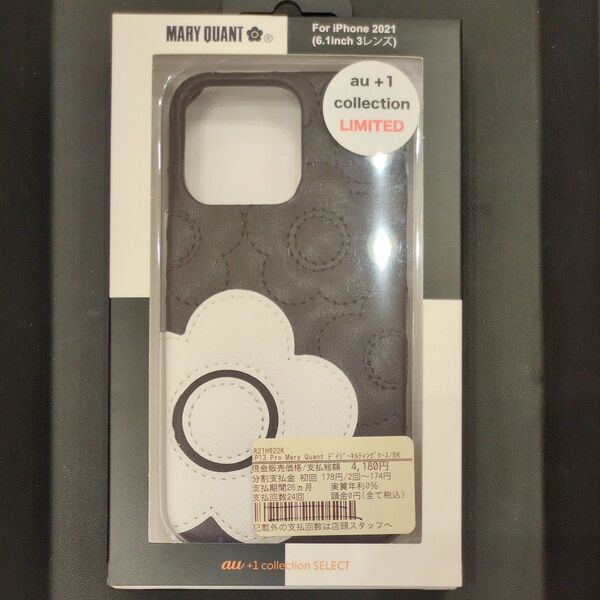 MARY QUANT ®
For iPhone 2021
(6.1inch 3レンズ)
au +1
collection
LIMITED
R21H022K
P13 Pro Mary Quant デイジーキルティングケース/BK
現金販売価格/支払総額 4,180円
分割支払金 初回 178円/2回~174円
支払期間26ヵ月 実質年利0%
支払回数24回 頭金0円(全て税込)
記載外の支払回数は店頭スタッフへ
au +1 collection SELECT